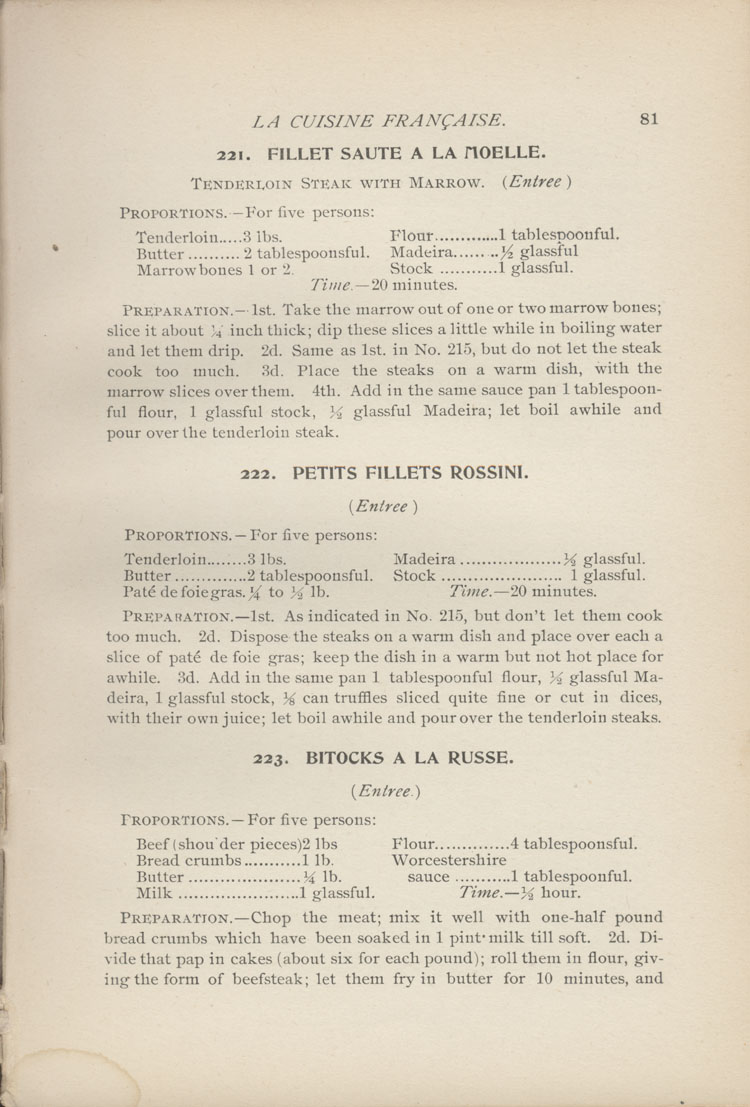 LA CUISINE FRANÇAISE. 81
221. FILLET SAUTE A LA MOELLE.
TENDERLOIN STEAK WITH MARROW. (Entree)
PROPORTIONS.—For five persons:
Tenderloin.....3 lbs. Flour.............1 tablespoonful.
Butter .......... 2 tablespoonsful. Madeira........ ½ glassful
Marrowbones 1 or 2. Stock ...........1 glassful.
Time.—20 minutes.
PREPARATION.—1st. Take the marrow out of one or two marrow bones;
slice it about ¼ inch thick; dip these slices a little while in boiling water
and let them drip. 2d. Same as 1st. in No. 215, but do not let the steak
cook too much. 3d. Place the steaks on a warm dish, with the
marrow slices over them. 4th. Add in the same sauce pan 1 tablespoon-
ful flour, 1 glassful stock, ½ glassful Madeira; let boil awhile and
pour over the tenderloin steak.
222. PETITS FILLETS ROSSINI.
(Entree)
PROPORTIONS.—For five persons:
Tenderloin........3 lbs. Madeira ...................½ glassful.
Butter .............2 tablespoonsful. Stock ....................... 1 glassful.
Paté de foie gras. ¼ to ½ lb. Time.—20 minutes.
PREPARATION.—1st. As indicated in No. 215, but don't let them cook
too much. 2d. Dispose the steaks on a warm dish and place over each a
slice of paté de foie gras; keep the dish in a warm but not hot place for
awhile. 3d. Add in the same pan 1 tablespoonful flour, ½ glassful Ma-
deira, 1 glassful stock, ⅛ can truffles sliced quite fine or cut in dices,
with their own juice; let boil awhile and pour over the tenderloin steaks.
223. BITOCKS A LA RUSSE.
(Entree.)
PROPORTIONS.—For five persons:
Beef (shou der pieces)2 lbs Flour..............4 tablespoonsful.
Bread crumbs...........1 lb. Worcestershire
Butter .....................¼ lb. sauce ...........1 tablespoonful.
Milk .......................1 glassful. Time.—½ hour.
PREPARATION.—Chop the meat; mix it well with one-half pound
bread crumbs which have been soaked in 1 pint milk till soft. 2d. Di-
vide that pap in cakes (about six for each pound); roll them in flour, giv-
ing the form of beefsteak; let them fry in butter for 10 minutes, and